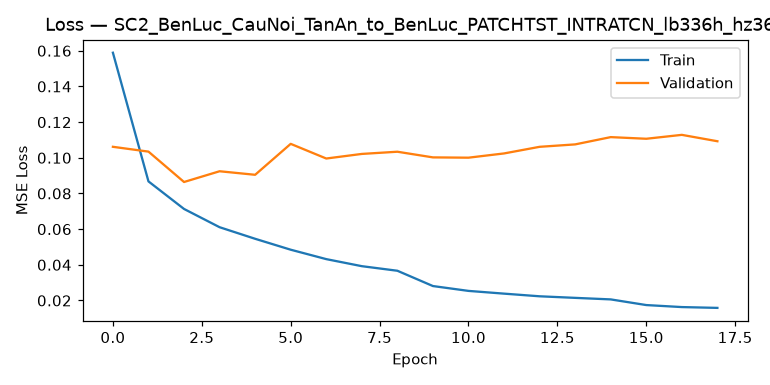 Loss — SC2_BenLuc_CauNoi_TanAn_to_BenLuc_PATCHTST_INTRATCN_lb336h_hz36
Train
Validation
0.16
0.14
0.12
0.10
0.08
0.06
0.04
0.02
MSE Loss
0.0 2.5 5.0 7.5 10.0 12.5 15.0 17.5
Epoch